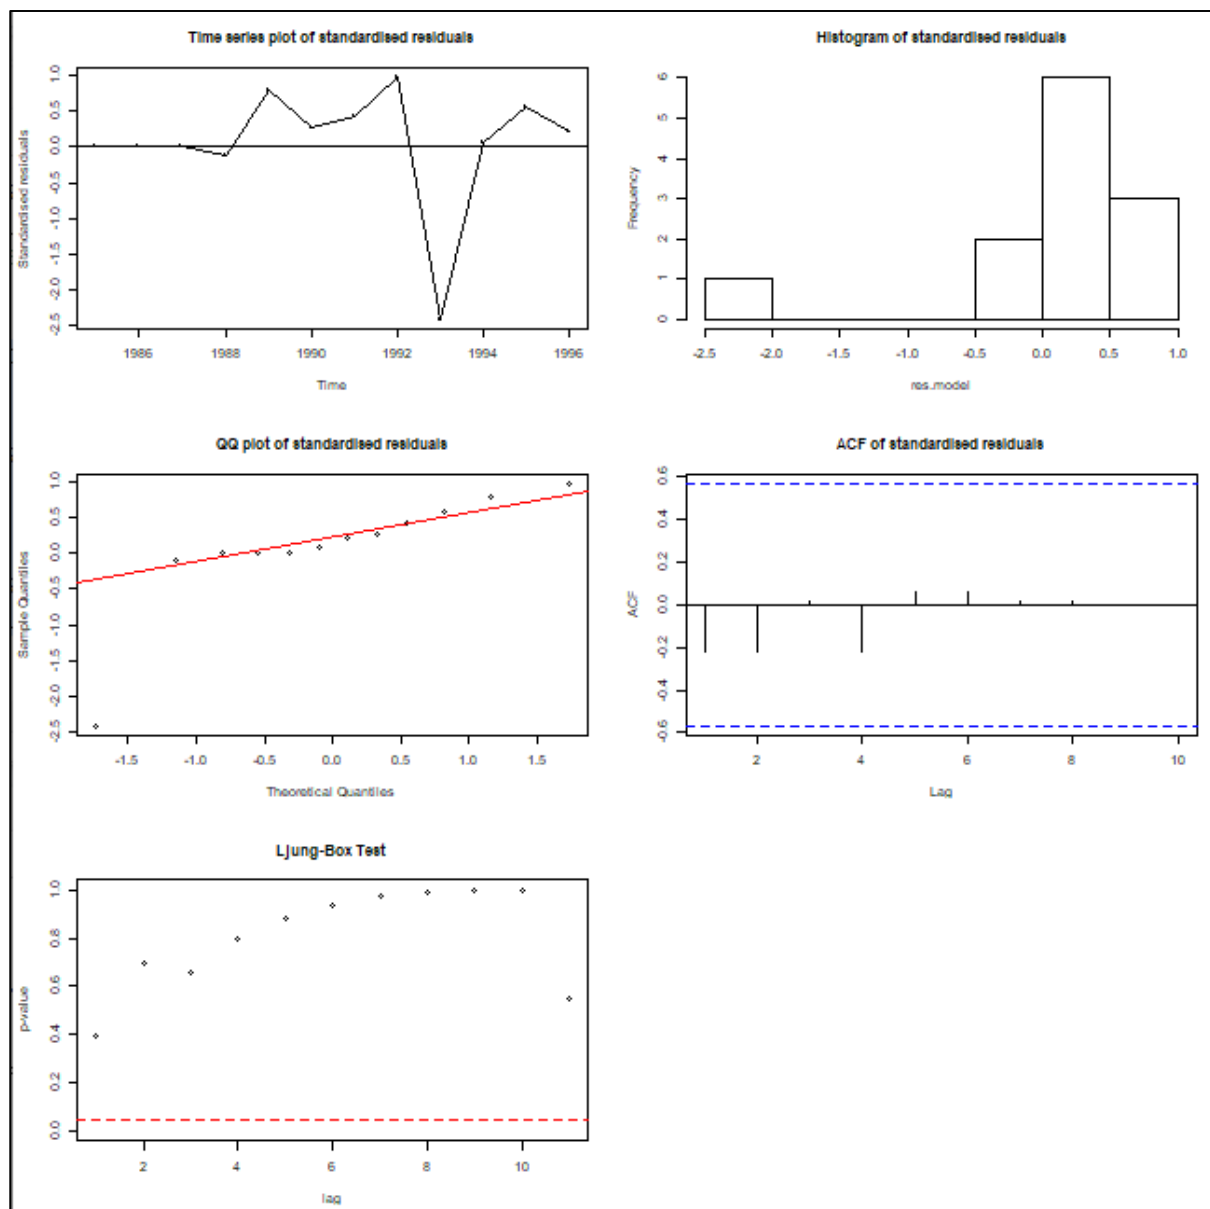 Time series plot of standardised residuals
Standardised residuals
1.0
0.5
0.0
-0.5
-1.0
-1.5
-2.0
-2.5
1986 1988 1990 1992 1994 1996
Time
Histogram of standardised residuals
Frequency
6
5
4
3
2
1
0
-2.5 -2.0 -1.5 -1.0 -0.5 0.0 0.5 1.0
res.model
QQ plot of standardised residuals
Sample Quantiles
1.0
0.5
0.0
-0.5
-1.0
-1.5
-2.0
-2.5
-1.5 -1.0 -0.5 0.0 0.5 1.0 1.5
Theoretical Quantiles
ACF of standardised residuals
ACF
0.6
0.4
0.2
0.0
-0.2
-0.4
-0.6
2 4 6 8 10
Lag
Ljung-Box Test
p-value
1.0
0.8
0.6
0.4
0.2
0.0
2 4 6 8 10
lag